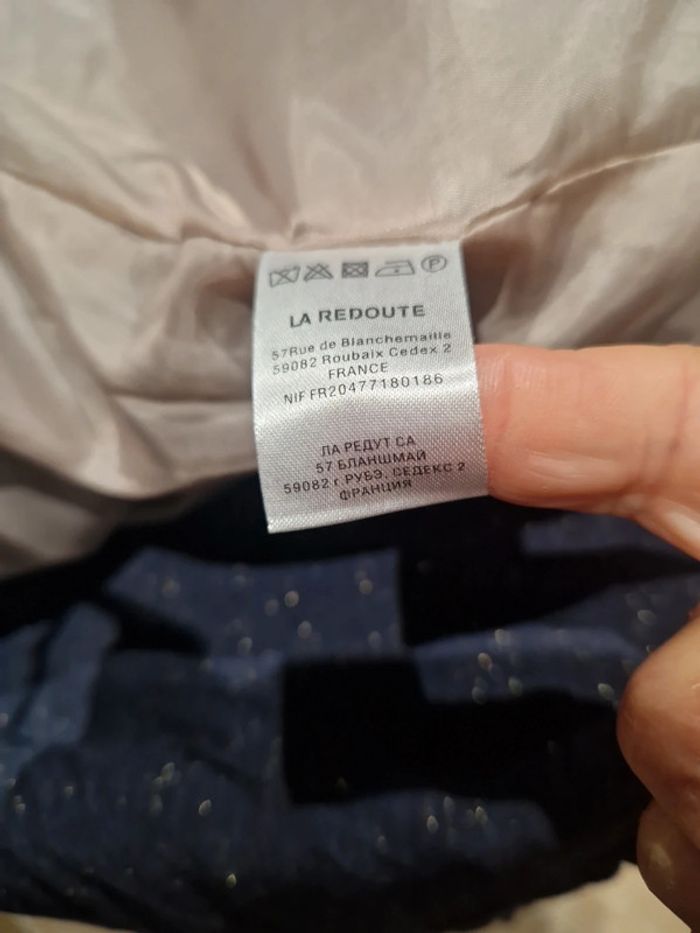 P
LA REDOUTE
57Rue de Blanchemaille
59082 Roubaix Cedex 2
FRANCE
NIF FR20477180186
ЛА РЕДУТ СА
57 БЛАНШМАЙ
59082 г РУБЭ. СЕДЕКС 2
ФРАНЦИЯ